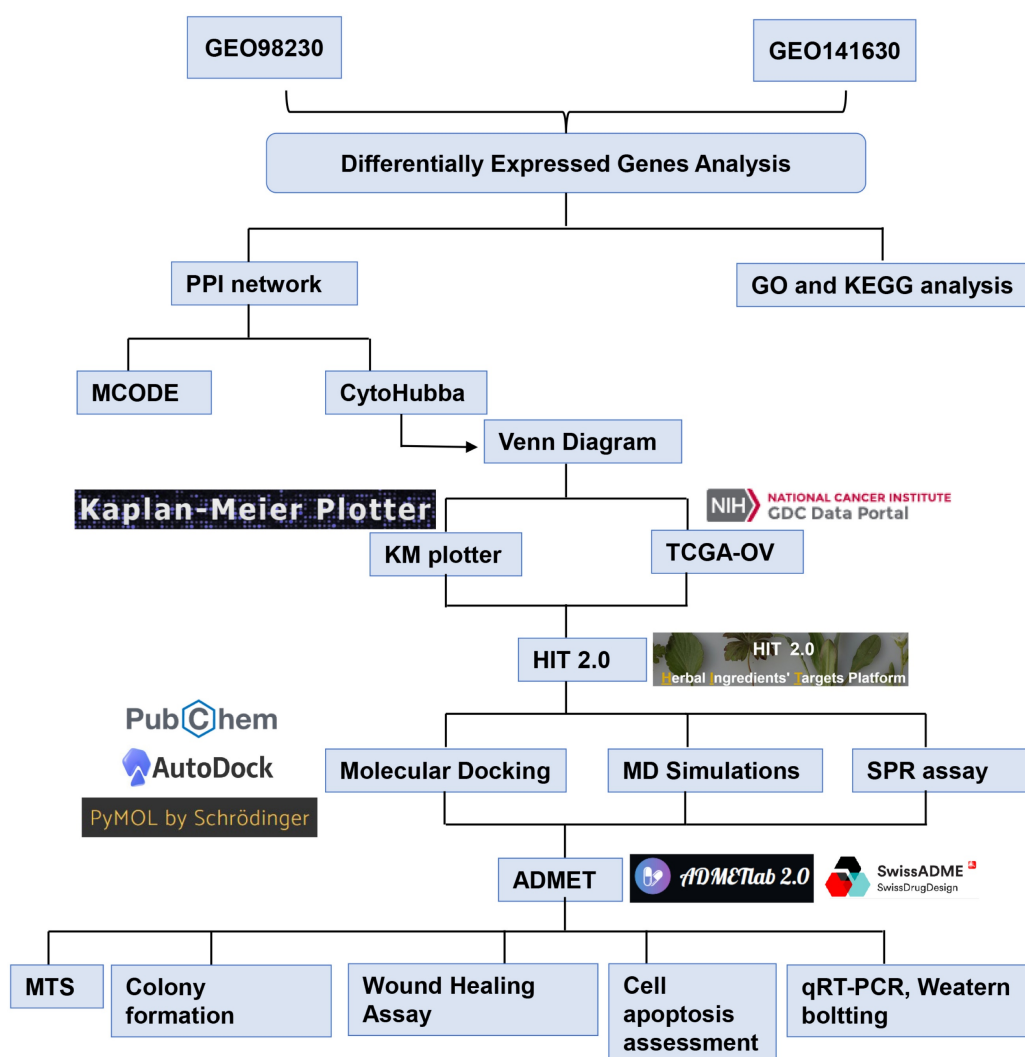 GEO98230
GEO141630
Differentially Expressed Genes Analysis
PPI network
GO and KEGG analysis
MCODE
CytoHubba
Venn Diagram
Kaplan-Meier Plotter
NIH
NATIONAL CANCER INSTITUTE
GDC Data Portal
KM plotter
TCGA-OV
HIT 2.0
HIT 2.0
Herbal Ingredients' Targets Platform
PubChem
AutoDock
PyMOL by Schrödinger
Molecular Docking
MD Simulations
SPR assay
ADMET
ADMETlab 2.0
SwissADME
SwissDrugDesign
MTS
Colony
formation
Wound Healing
Assay
Cell
apoptosis
assessment
qRT-PCR, Weatern
boltting